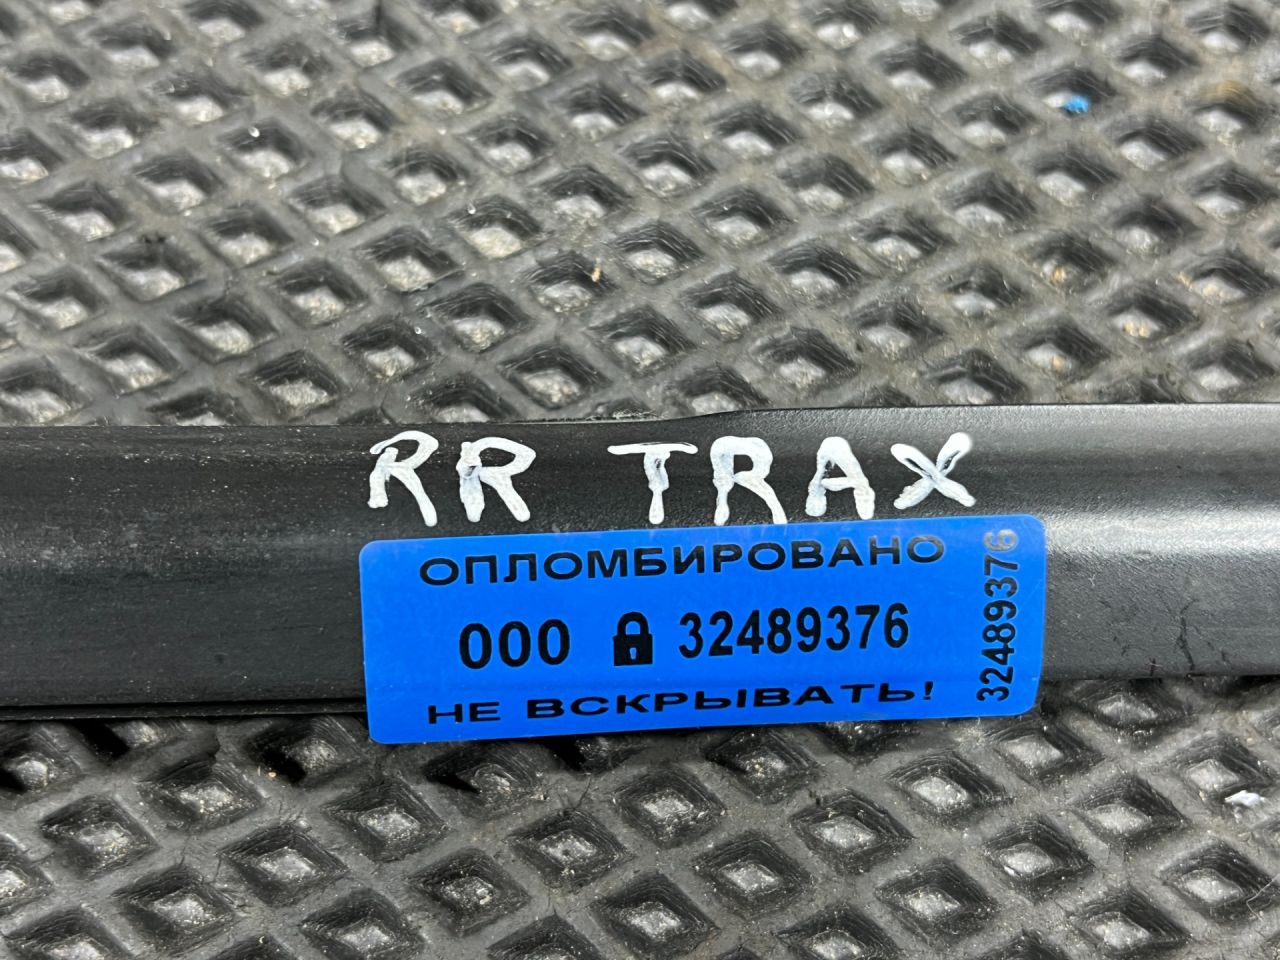 RR TRAX
ОПЛОМБИРОВАНО
000 32489376
НЕ ВСКРЫВАТЬ!
32489376